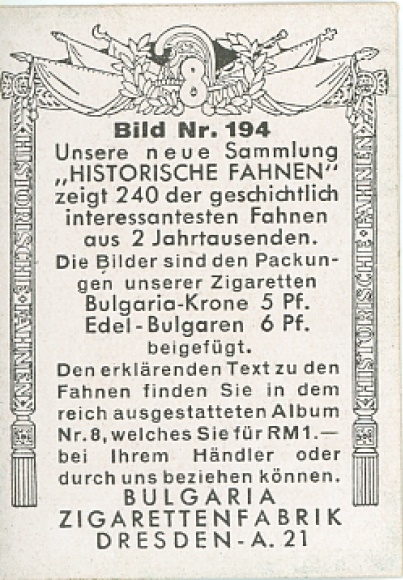 8
Bild Nr. 194
Unsere neue Sammlung
„HISTORISCHE FAHNEN"
zeigt 240 der geschichtlich
interessantesten Fahnen
aus 2 Jahrtausenden.
Die Bilder sind den Packun-
gen unserer Zigaretten
Bulgaria-Krone 5 Pf.
Edel-Bulgaren 6 Pf.
beigefügt.
Den erklärenden Text zu den
Fahnen finden Sie in dem
reich ausgestatteten Album
Nr. 8, welches Sie für RM 1.—
bei Ihrem Händler oder
durch uns beziehen können.
BULGARIA
ZIGARETTENFABRIK
DRESDEN-A. 21
HISTORISCHE · FAHNEN
HISTORISCHE · FAHNEN